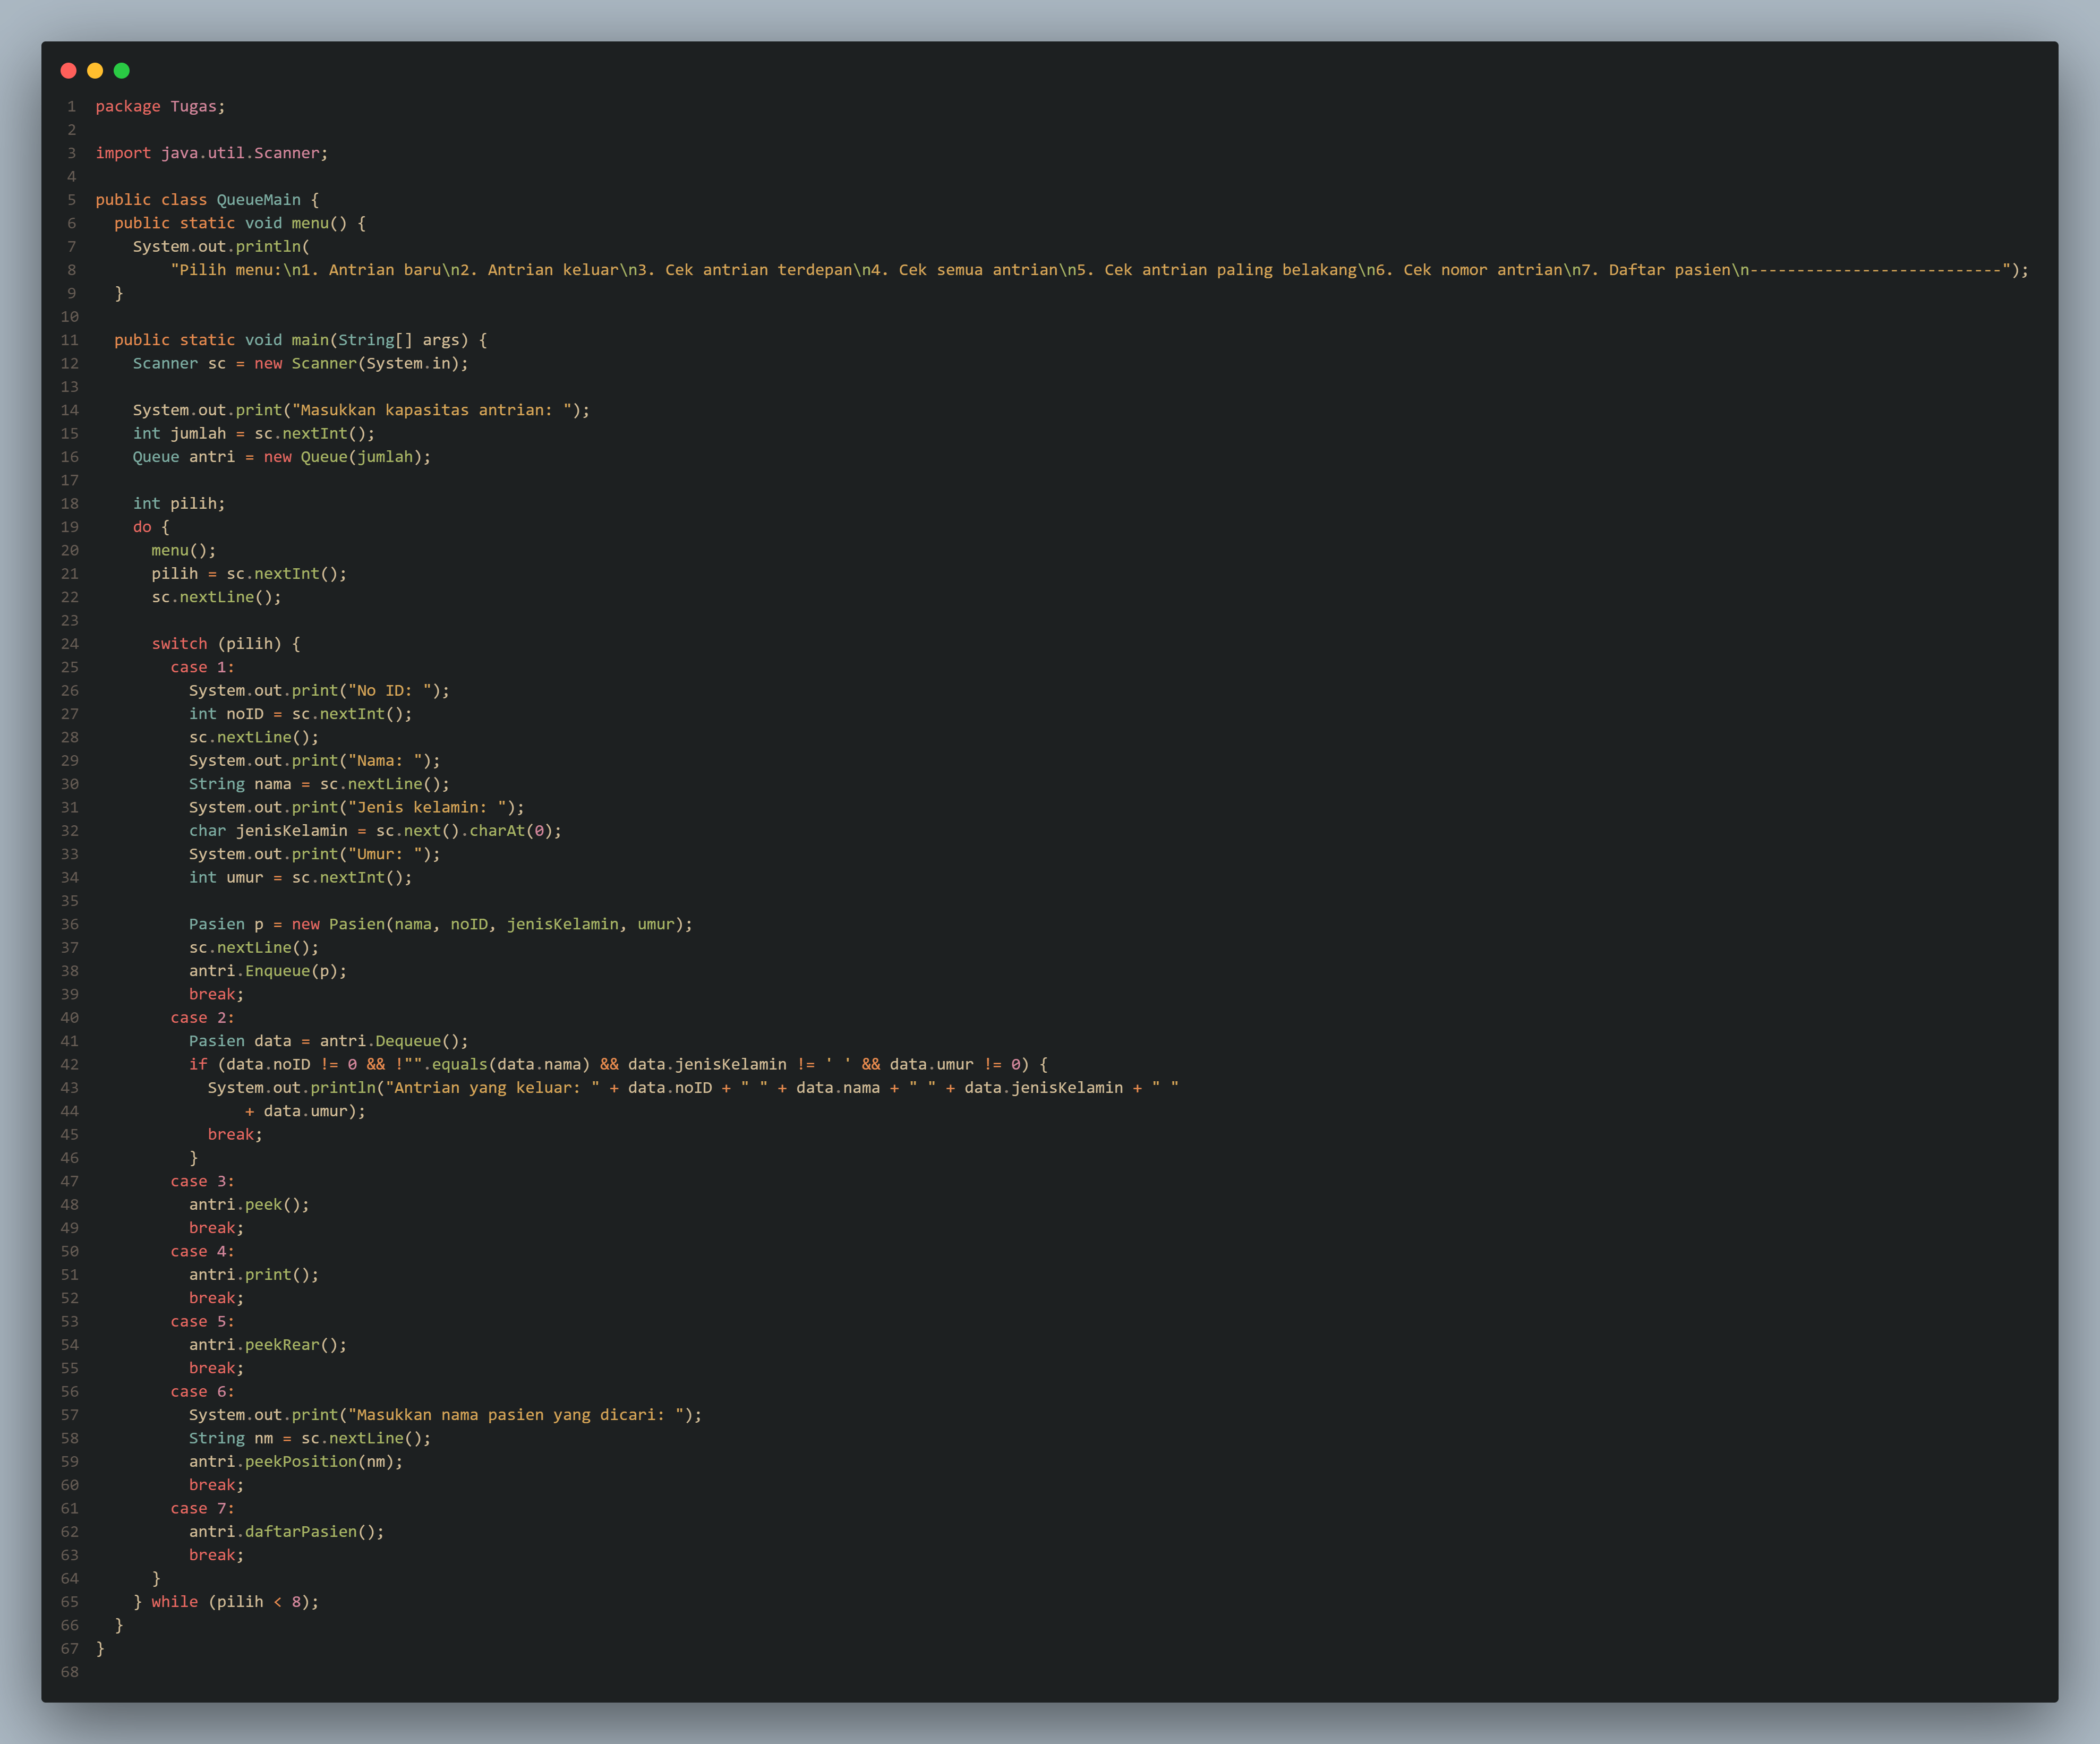 1 package Tugas;
2
3 import java.util.Scanner;
4
5 public class QueueMain {
6   public static void menu() {
7     System.out.println(
8         "Pilih menu:\n1. Antrian baru\n2. Antrian keluar\n3. Cek antrian terdepan\n4. Cek semua antrian\n5. Cek antrian paling belakang\n6. Cek nomor antrian\n7. Daftar pasien\n---------------------------");
9   }
10
11   public static void main(String[] args) {
12     Scanner sc = new Scanner(System.in);
13
14     System.out.print("Masukkan kapasitas antrian: ");
15     int jumlah = sc.nextInt();
16     Queue antri = new Queue(jumlah);
17
18     int pilih;
19     do {
20       menu();
21       pilih = sc.nextInt();
22       sc.nextLine();
23
24       switch (pilih) {
25         case 1:
26           System.out.print("No ID: ");
27           int noID = sc.nextInt();
28           sc.nextLine();
29           System.out.print("Nama: ");
30           String nama = sc.nextLine();
31           System.out.print("Jenis kelamin: ");
32           char jenisKelamin = sc.next().charAt(0);
33           System.out.print("Umur: ");
34           int umur = sc.nextInt();
35
36           Pasien p = new Pasien(nama, noID, jenisKelamin, umur);
37           sc.nextLine();
38           antri.Enqueue(p);
39           break;
40         case 2:
41           Pasien data = antri.Dequeue();
42           if (data.noID != 0 && !"".equals(data.nama) && data.jenisKelamin != ' ' && data.umur != 0) {
43             System.out.println("Antrian yang keluar: " + data.noID + " " + data.nama + " " + data.jenisKelamin + " "
44                 + data.umur);
45             break;
46           }
47         case 3:
48           antri.peek();
49           break;
50         case 4:
51           antri.print();
52           break;
53         case 5:
54           antri.peekRear();
55           break;
56         case 6:
57           System.out.print("Masukkan nama pasien yang dicari: ");
58           String nm = sc.nextLine();
59           antri.peekPosition(nm);
60           break;
61         case 7:
62           antri.daftarPasien();
63           break;
64       }
65     } while (pilih < 8);
66   }
67 }
68